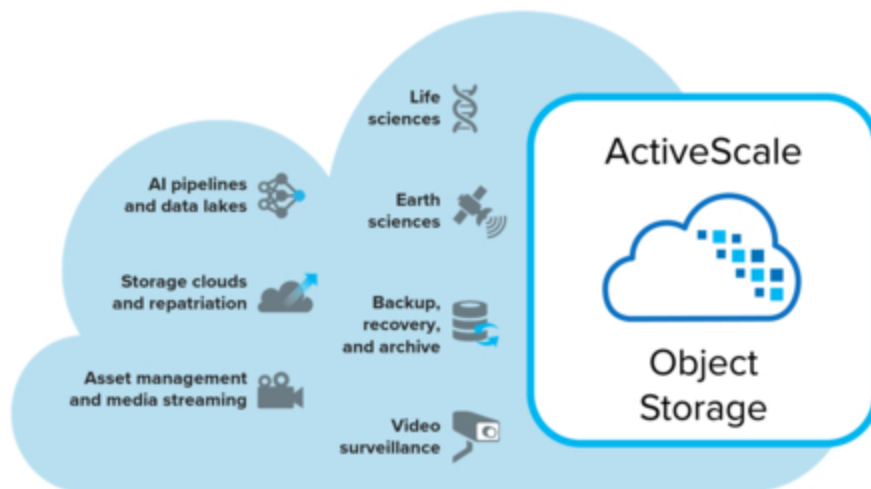 AI pipelines
and data lakes
Storage clouds
and repatriation
Asset management
and media streaming
Life
sciences
Earth
sciences
Backup,
recovery,
and archive
Video
surveillance
ActiveScale
Object
Storage